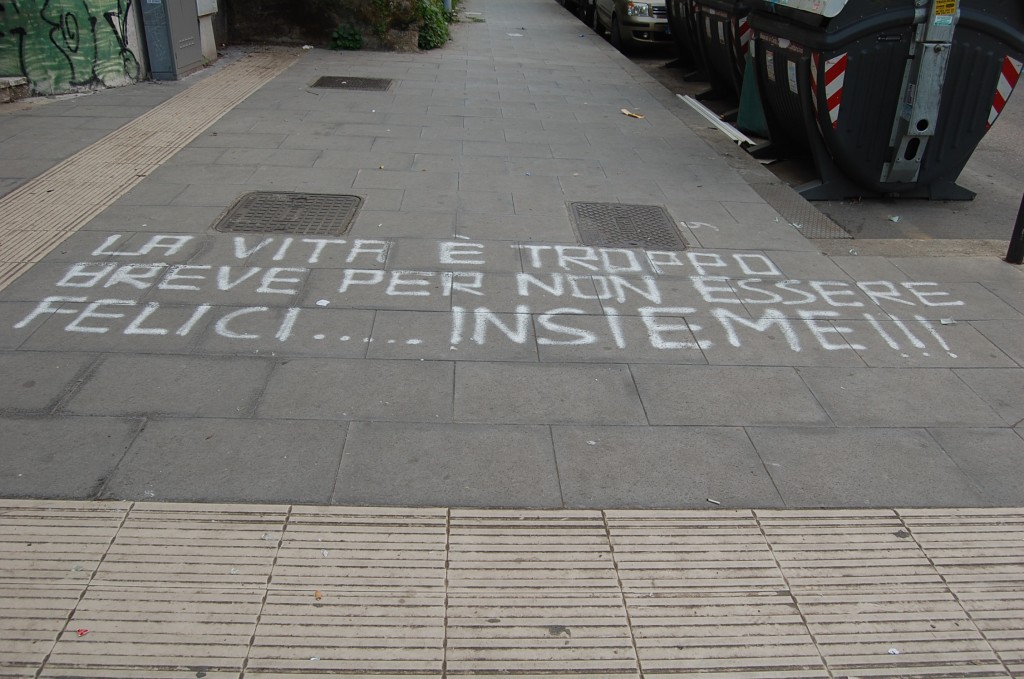 LA VITA È TROPPO
BREVE PER NON ESSERE
FELICI...... INSIEME!!!